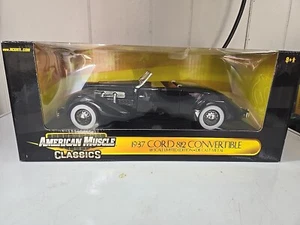 8+
AMERICAN MUSCLE
CLASSICS
1937 CORD 812 CONVERTIBLE